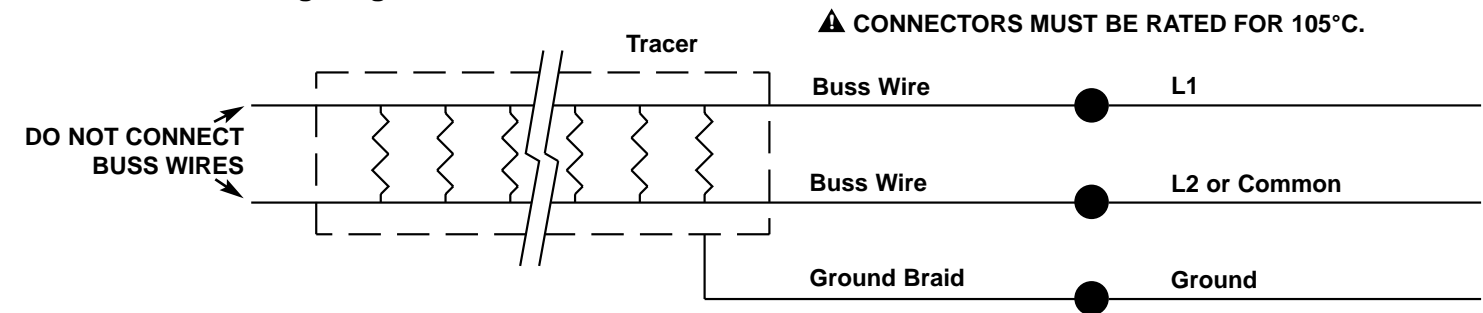 ⚠ CONNECTORS MUST BE RATED FOR 105°C.
Tracer
Buss Wire
L1
DO NOT CONNECT
BUSS WIRES
Buss Wire
L2 or Common
Ground Braid
Ground